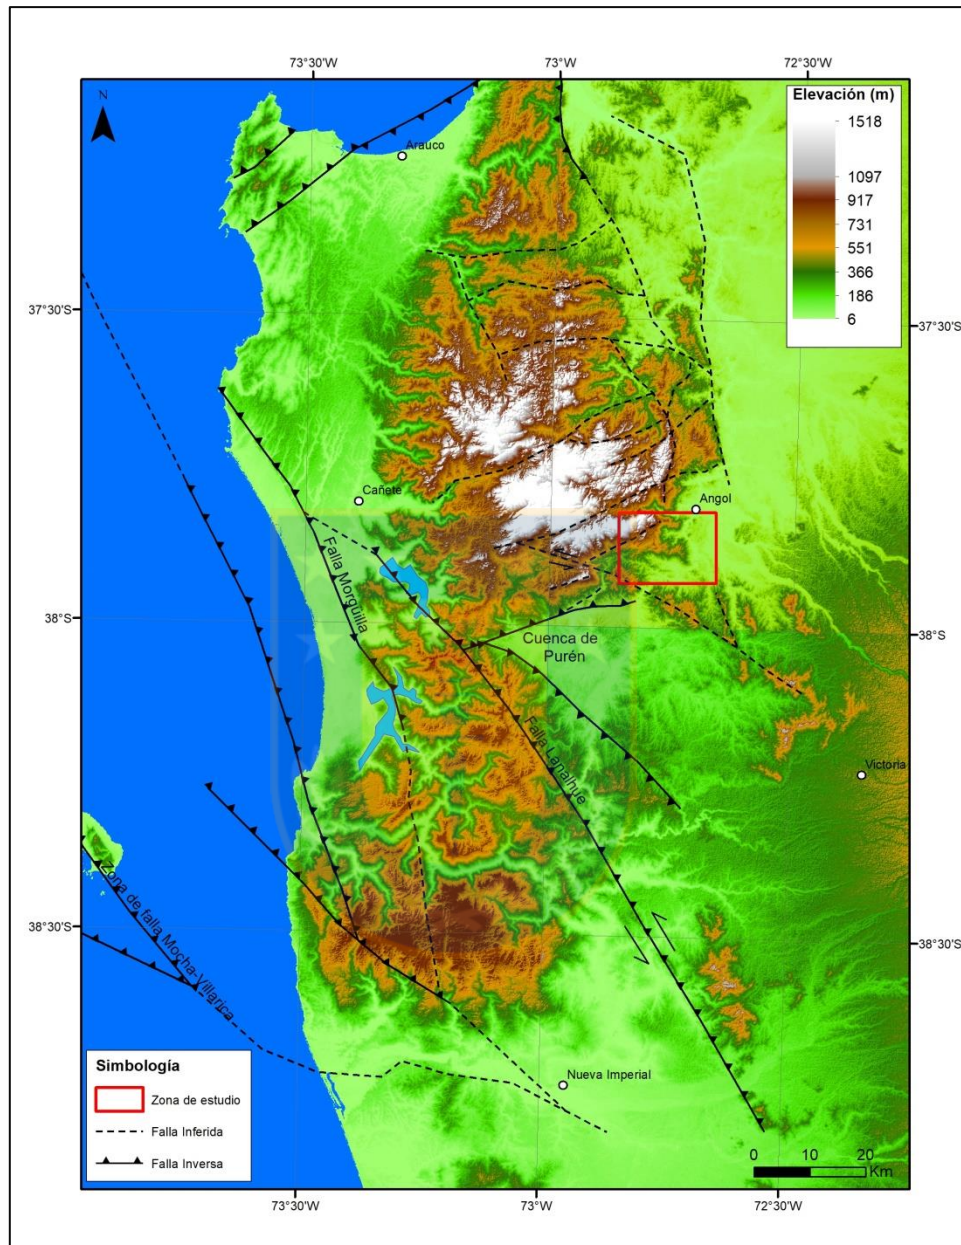 73°30'W
73°W
72°30'W
N
Elevación (m)
1518
1097
917
731
551
366
186
6
Arauco
37°30'S
37°30'S
Cañete
Angol
Falla Morguilla
38°S
38°S
Cuenca de
Purén
Falla Lanalhue
Victoria
Zona de falla Mocha-Villarica
38°30'S
38°30'S
Simbología
Zona de estudio
Falla Inferida
Falla Inversa
Nueva Imperial
0 10 20
Km
73°30'W
73°W
72°30'W